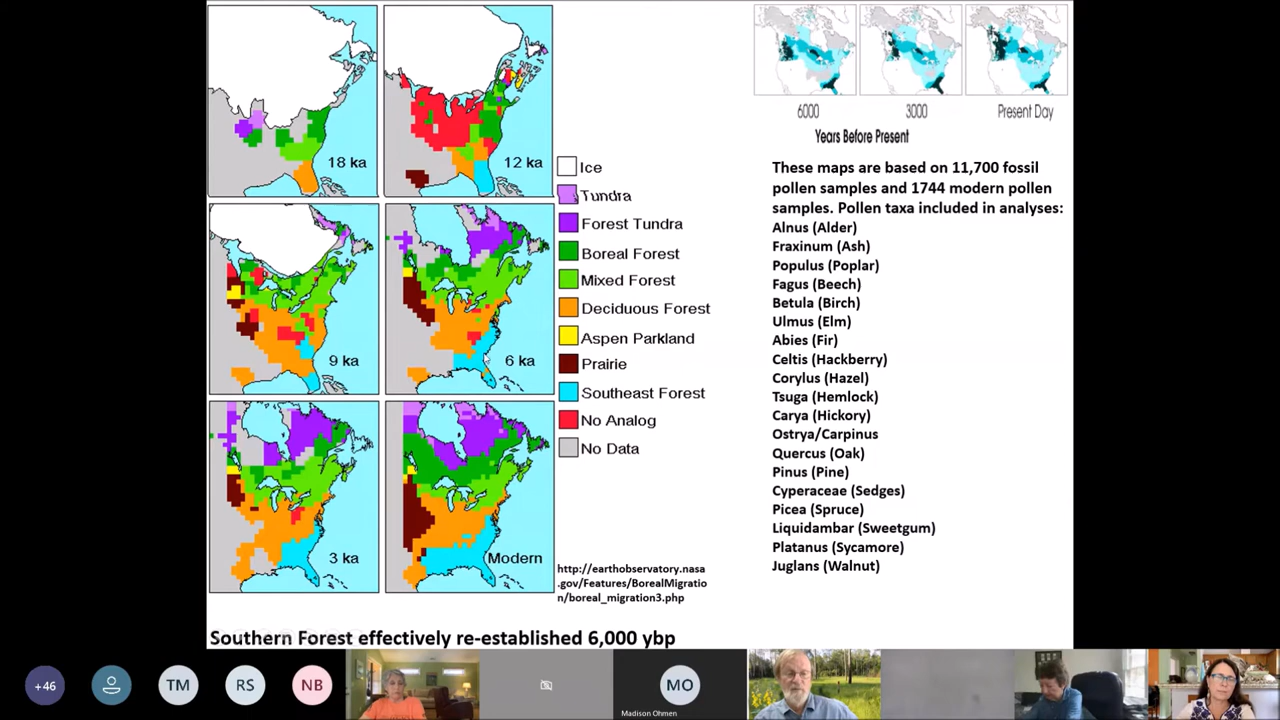 18 ka
12 ka
9 ka
6 ka
3 ka
Modern
Ice
Tundra
Forest Tundra
Boreal Forest
Mixed Forest
Deciduous Forest
Aspen Parkland
Prairie
Southeast Forest
No Analog
No Data
http://earthobservatory.nasa
.gov/Features/BorealMigratio
n/boreal_migration3.php
6000
3000
Present Day
Years Before Present
These maps are based on 11,700 fossil
pollen samples and 1744 modern pollen
samples. Pollen taxa included in analyses:
Alnus (Alder)
Fraxinum (Ash)
Populus (Poplar)
Fagus (Beech)
Betula (Birch)
Ulmus (Elm)
Abies (Fir)
Celtis (Hackberry)
Corylus (Hazel)
Tsuga (Hemlock)
Carya (Hickory)
Ostrya/Carpinus
Quercus (Oak)
Pinus (Pine)
Cyperaceae (Sedges)
Picea (Spruce)
Liquidambar (Sweetgum)
Platanus (Sycamore)
Juglans (Walnut)
Southern Forest effectively re-established 6,000 ybp
+46
TM
RS
NB
MO
Madison Ohmen